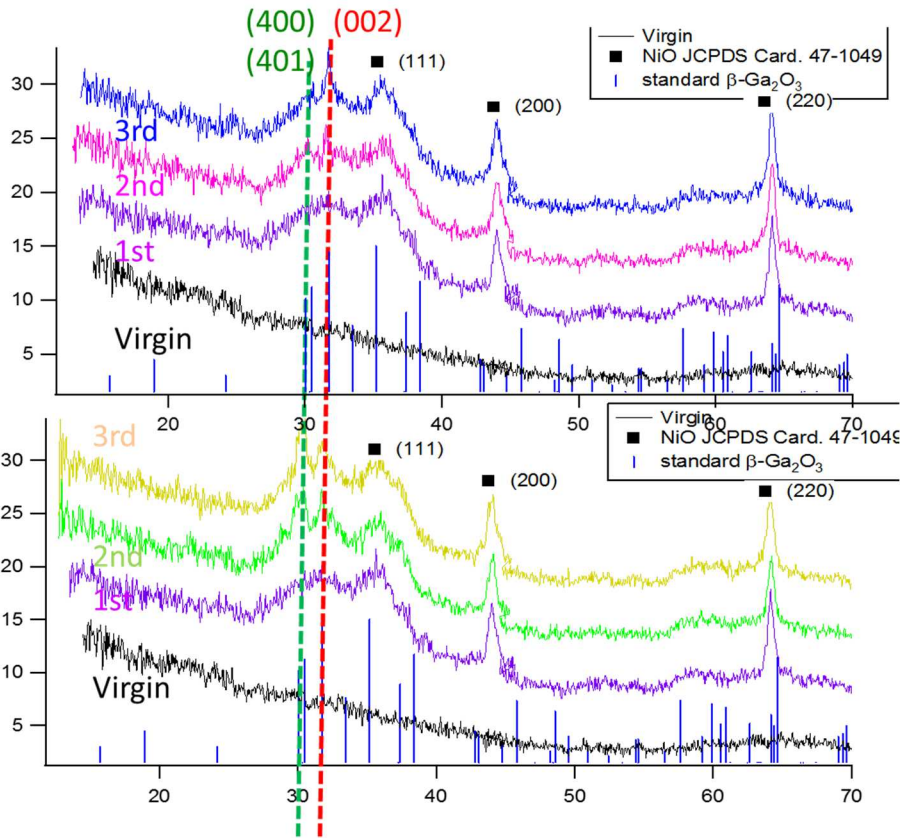 (400)
(401)
(002)
(111)
(200)
(220)
Virgin
NiO JCPDS Card. 47-1049
standard β-Ga₂O₃
30
25
20
15
10
5
3rd
2nd
1st
Virgin
20
30
40
50
60
70
3rd
2nd
1st
Virgin
(111)
(200)
(220)
Virgin
NiO JCPDS Card. 47-1049
standard β-Ga₂O₃
30
25
20
15
10
5
20
30
40
50
60
70